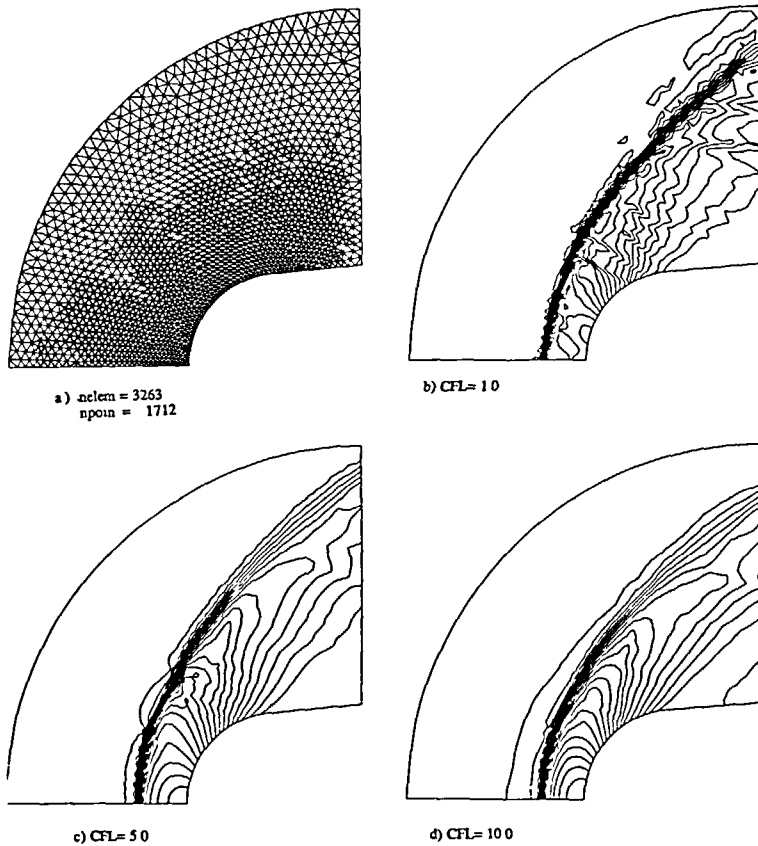 a) .nelem = 3263
npoin = 1712
b) CFL= 1 0
c) CFL= 5 0
d) CFL= 10 0